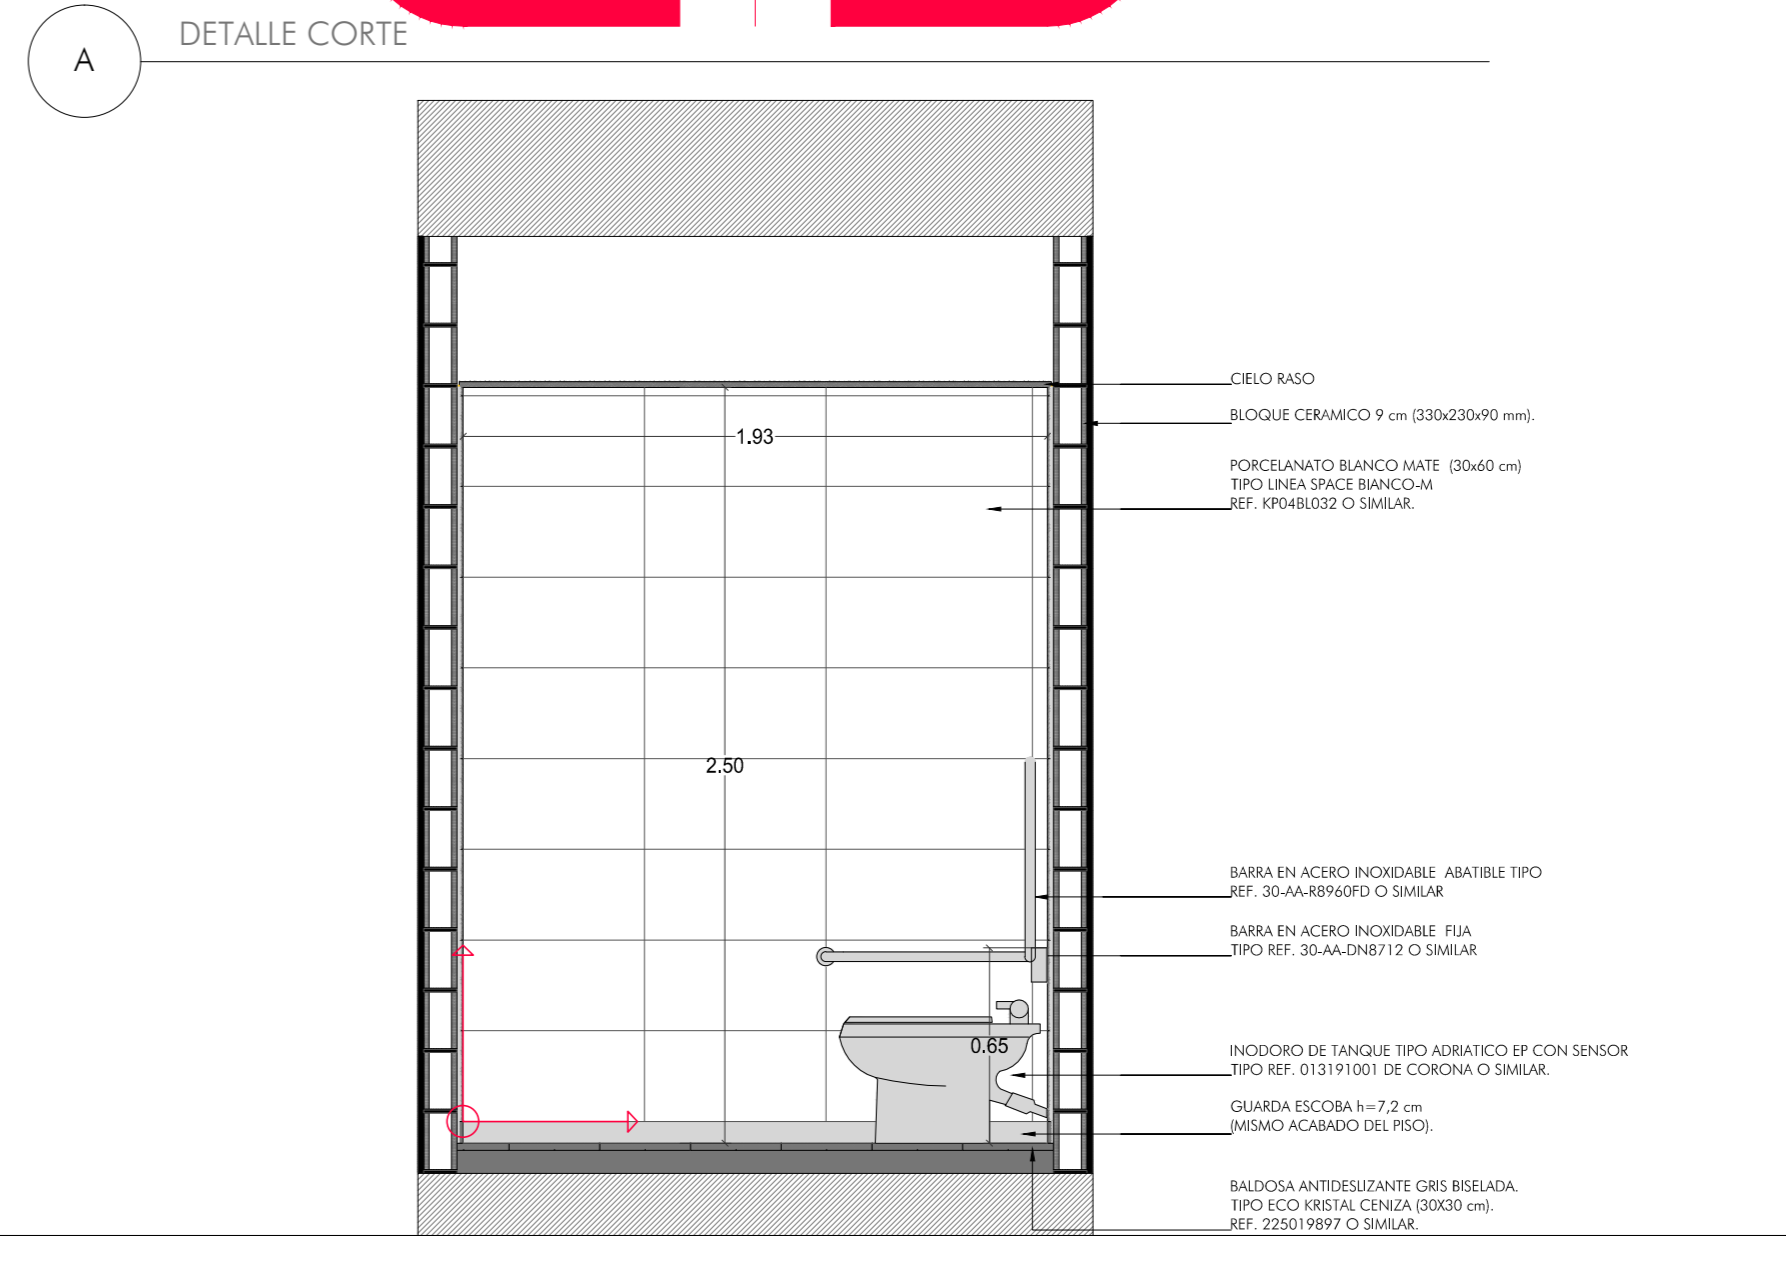 A
DETALLE CORTE
CIELO RASO
BLOQUE CERAMICO 9 cm (330x230x90 mm).
1.93
PORCELANATO BLANCO MATE (30x60 cm)
TIPO LINEA SPACE BIANCO-M
REF. KP04BL032 O SIMILAR.
2.50
BARRA EN ACERO INOXIDABLE ABATIBLE TIPO
REF. 30-AA-R8960FD O SIMILAR
BARRA EN ACERO INOXIDABLE FIJA
TIPO REF. 30-AA-DN8712 O SIMILAR
0.65
INODORO DE TANQUE TIPO ADRIATICO EP CON SENSOR
TIPO REF. 013191001 DE CORONA O SIMILAR.
GUARDA ESCOBA h=7,2 cm
(MISMO ACABADO DEL PISO).
BALDOSA ANTIDESLIZANTE GRIS BISELADA.
TIPO ECO KRISTAL CENIZA (30X30 cm).
REF. 225019897 O SIMILAR.